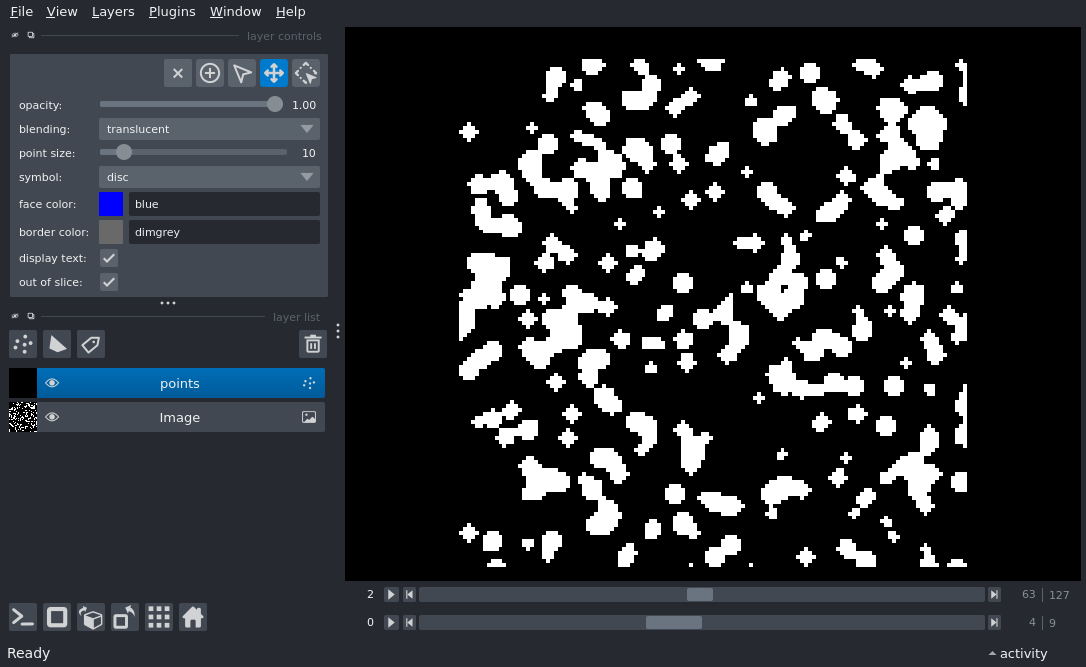 File View Layers Plugins Window Help
layer controls
opacity: 1.00
blending: translucent
point size: 10
symbol: disc
face color: blue
border color: dimgrey
display text:
out of slice:
layer list
points
Image
2 63 127
0 4 9
Ready activity